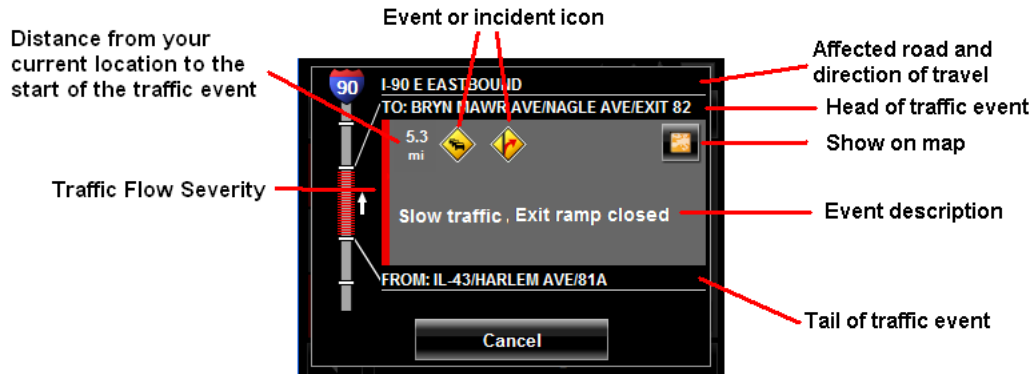 Event or incident icon
Distance from your
current location to the
start of the traffic event
Affected road and
direction of travel
90
I-90 E EASTBOUND
TO: BRYN MAWR AVE/NAGLE AVE/EXIT 82
Head of traffic event
5.3
mi
Show on map
Traffic Flow Severity
Slow traffic , Exit ramp closed
Event description
FROM: IL-43/HARLEM AVE/81A
Tail of traffic event
Cancel